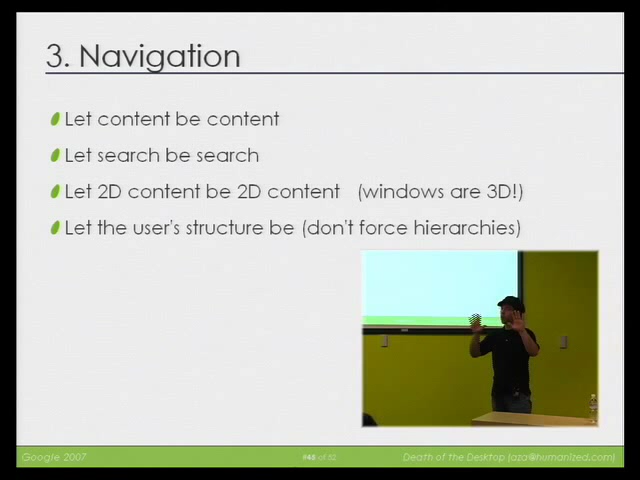 3. Navigation
Let content be content
Let search be search
Let 2D content be 2D content (windows are 3D!)
Let the user's structure be (don't force hierarchies)
Google 2007
#48 of 52
Death of the Desktop (aza@humanized.com)